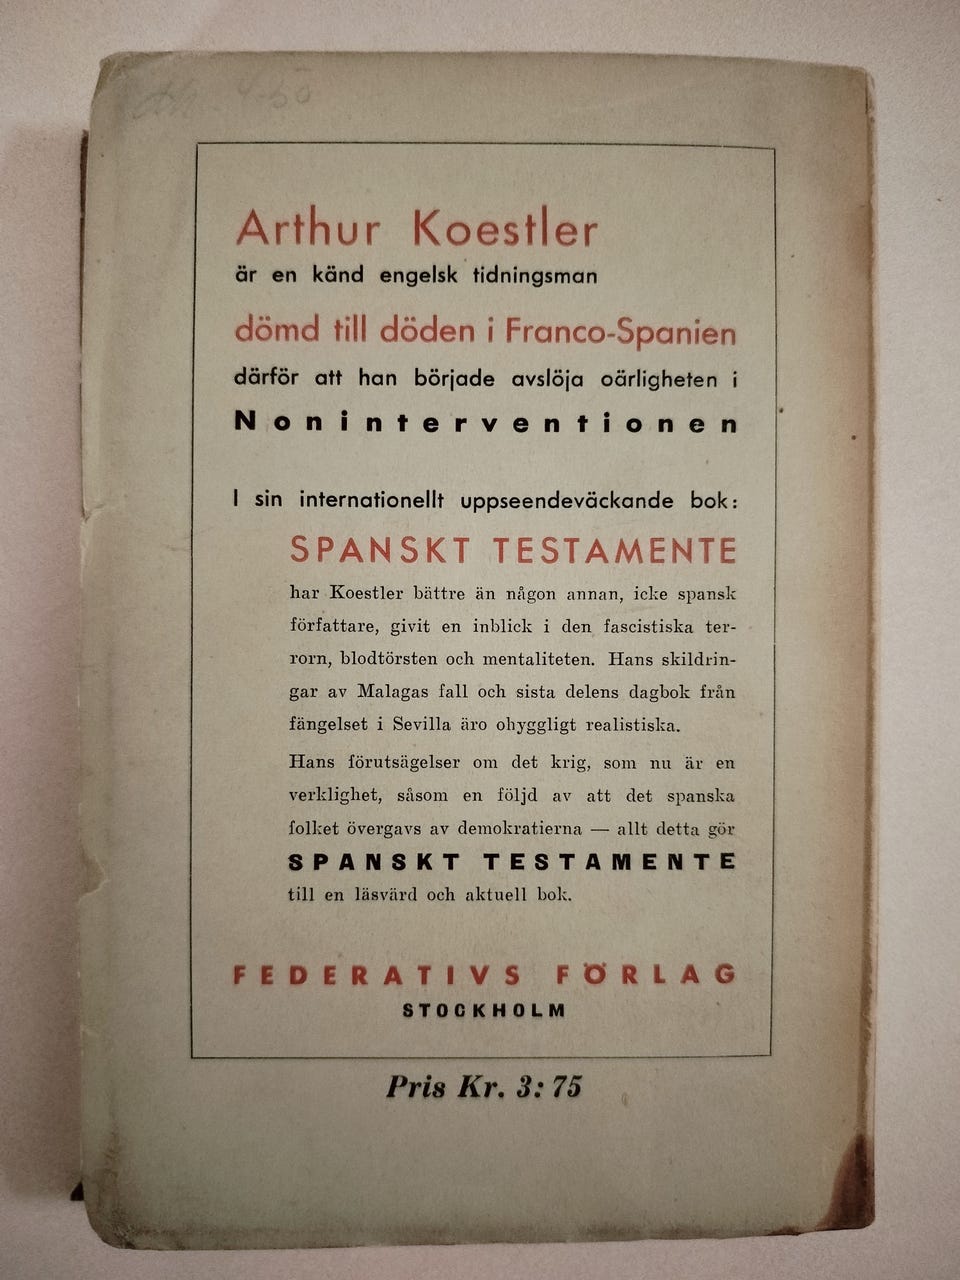 4-50
Arthur Koestler
är en känd engelsk tidningsman
dömd till döden i Franco-Spanien
därför att han började avslöja oärligheten i
Noninterventionen
I sin internationellt uppseendeväckande bok:
SPANSKT TESTAMENTE
har Koestler bättre än någon annan, icke spansk
författare, givit en inblick i den fascistiska ter-
rorn, blodtörsten och mentaliteten. Hans skildrin-
gar av Malagas fall och sista delens dagbok från
fängelset i Sevilla äro ohyggligt realistiska.
Hans förutsägelser om det krig, som nu är en
verklighet, såsom en följd av att det spanska
folket övergavs av demokratierna — allt detta gör
SPANSKT TESTAMENTE
till en läsvärd och aktuell bok.
FEDERATIVS FÖRLAG
STOCKHOLM
Pris Kr. 3:75